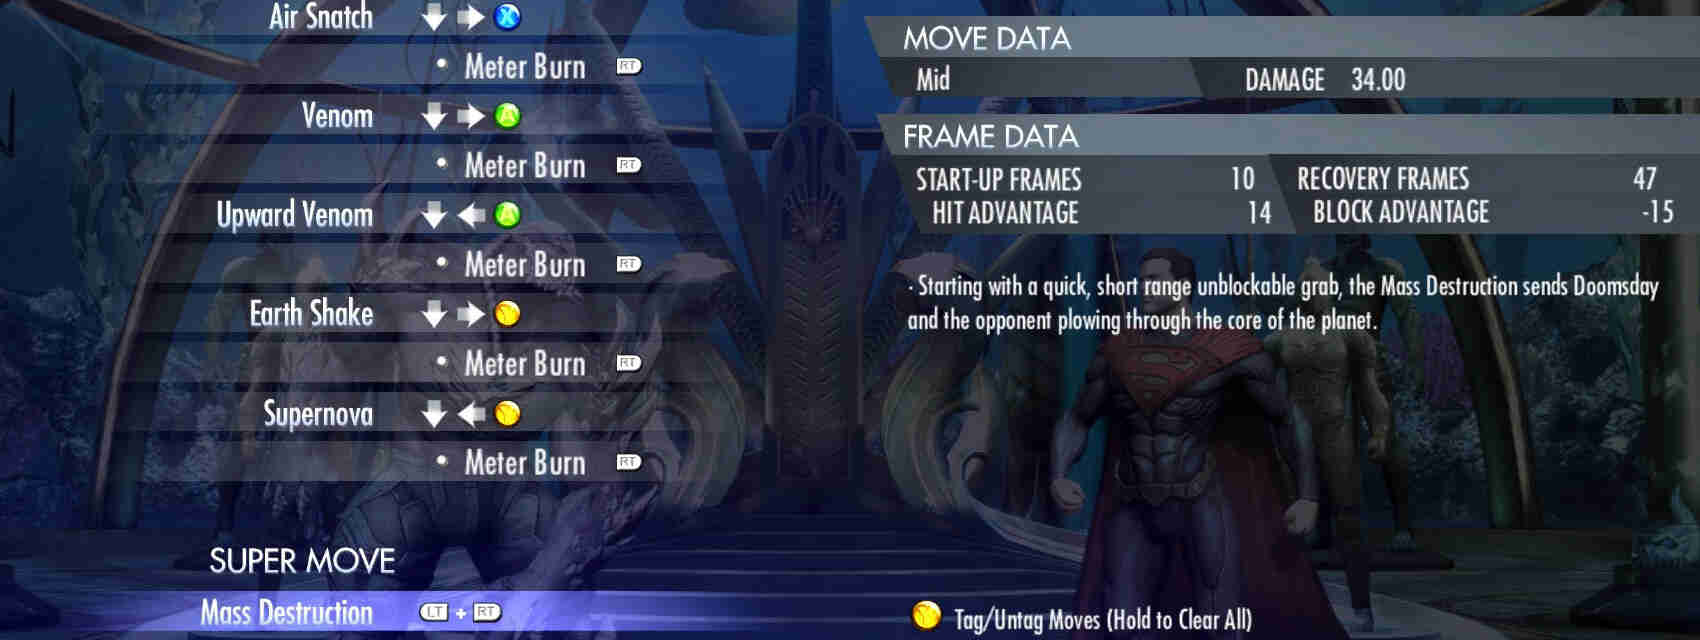 Air Snatch X
• Meter Burn RT
Venom A
• Meter Burn RT
Upward Venom A
• Meter Burn RT
Earth Shake Y
• Meter Burn RT
Supernova Y
• Meter Burn RT
SUPER MOVE
Mass Destruction LT + RT
MOVE DATA
Mid DAMAGE 34.00
FRAME DATA
START-UP FRAMES 10 RECOVERY FRAMES 47
HIT ADVANTAGE 14 BLOCK ADVANTAGE -15
· Starting with a quick, short range unblockable grab, the Mass Destruction sends Doomsday
and the opponent plowing through the core of the planet.
Y Tag/Untag Moves (Hold to Clear All)